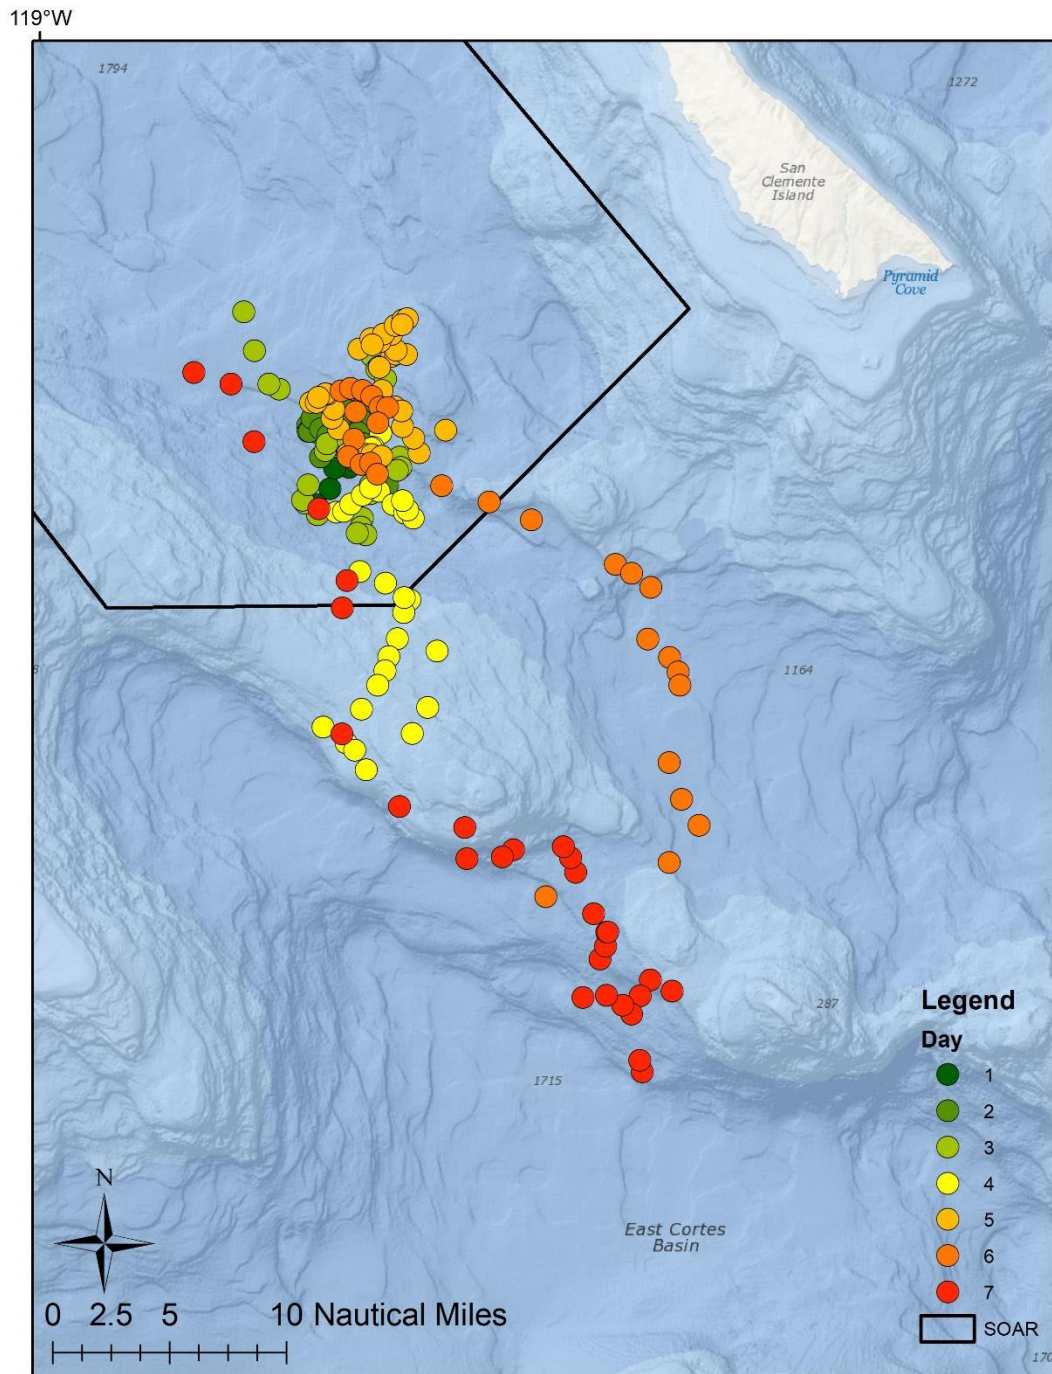 119°W
1794
1272
San
Clemente
Island
Pyramid
Cove
1164
287
1715
East Cortes
Basin
Legend
Day
1
2
3
4
5
6
7
SOAR
N
0 2.5 5 10 Nautical Miles